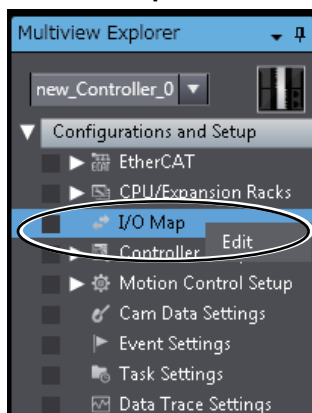 Multiview Explorer
new_Controller_0
Configurations and Setup
EtherCAT
CPU/Expansion Racks
I/O Map
Edit
Controller
Motion Control Setup
Cam Data Settings
Event Settings
Task Settings
Data Trace Settings